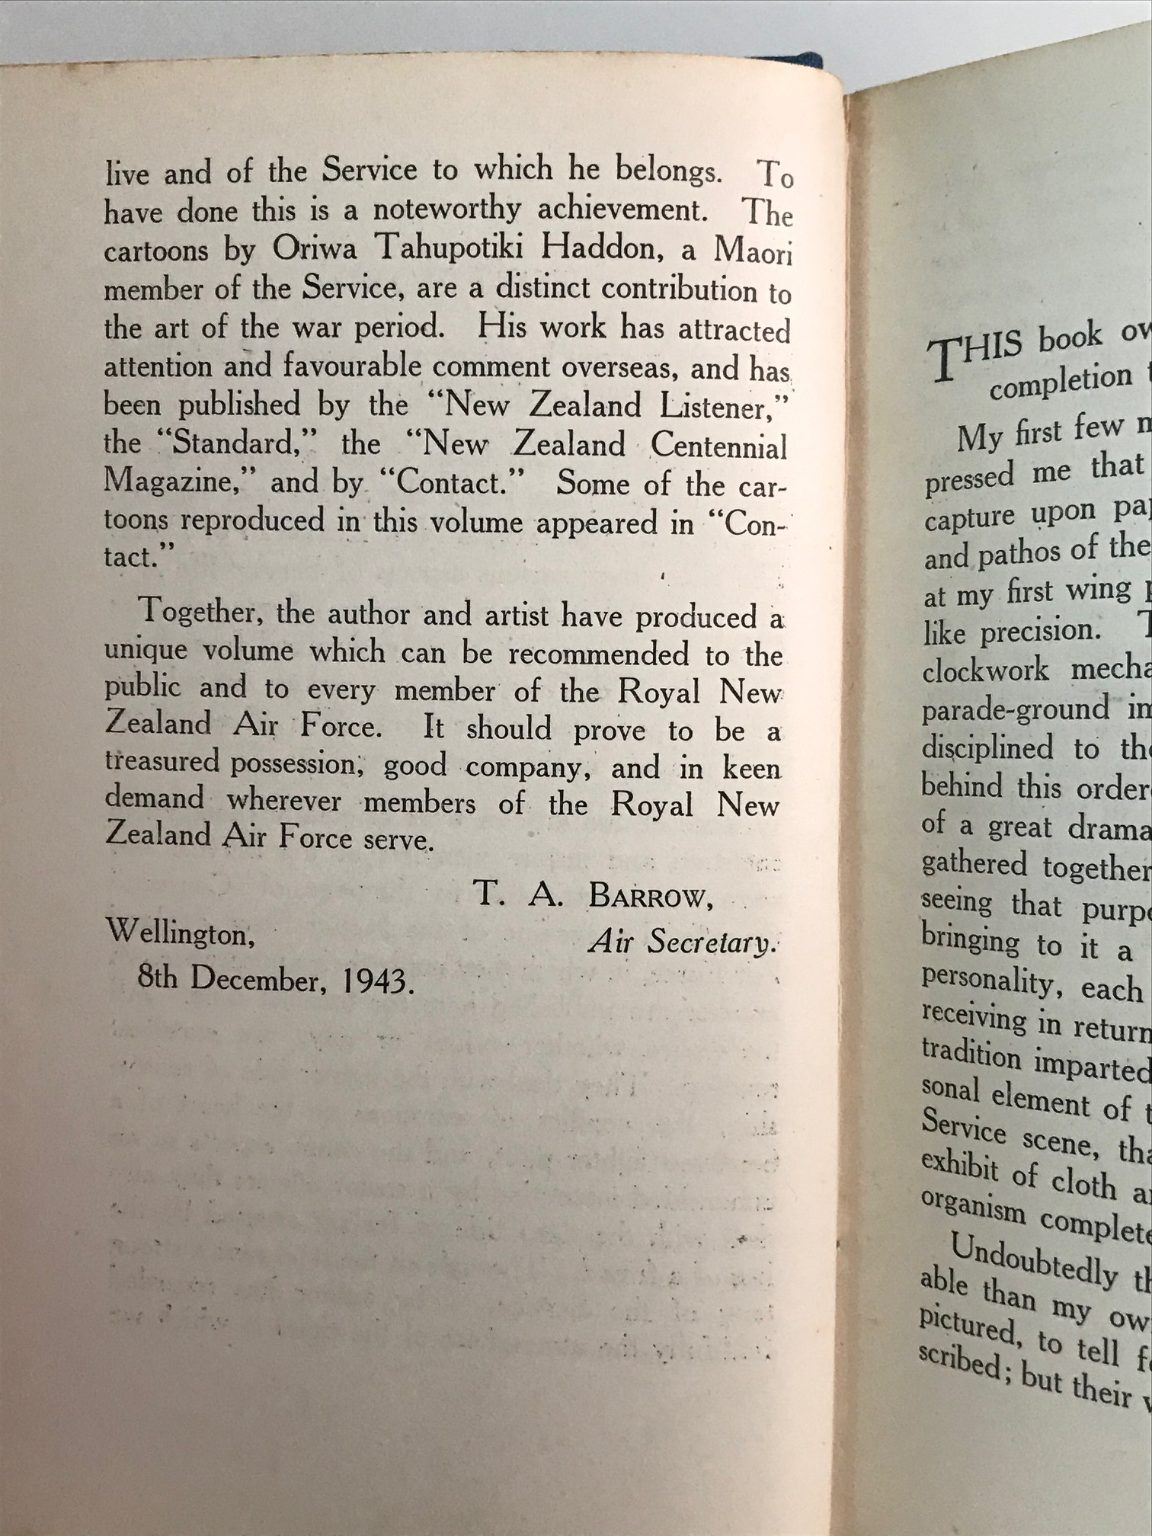 live and of the Service to which he belongs. To
have done this is a noteworthy achievement. The
cartoons by Oriwa Tahupotiki Haddon, a Maori
member of the Service, are a distinct contribution to
the art of the war period. His work has attracted
attention and favourable comment overseas, and has
been published by the “New Zealand Listener,”
the “Standard,” the “New Zealand Centennial
Magazine,” and by “Contact.” Some of the car-
toons reproduced in this volume appeared in “Con-
tact.”
Together, the author and artist have produced a
unique volume which can be recommended to the
public and to every member of the Royal New
Zealand Air Force. It should prove to be a
treasured possession, good company, and in keen
demand wherever members of the Royal New
Zealand Air Force serve.
T. A. BARROW,
Wellington, Air Secretary.
8th December, 1943.
THIS book
completion
My first few
pressed me that
capture upon
and pathos of the
at my first wing
like precision.
clockwork
parade-ground
disciplined to
behind this
of a great drama
gathered together
seeing that
bringing to it a
personality, each
receiving in return
tradition imparted
sonal element of
Service scene,
exhibit of cloth
organism
Undoubtedly
able than my
pictured, to tell
scribed; but their